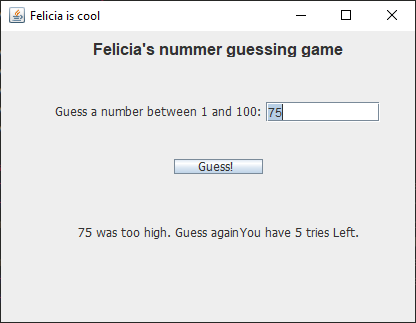 Felicia is cool
Felicia's nummer guessing game
Guess a number between 1 and 100: 75
Guess!
75 was too high. Guess againYou have 5 tries Left.